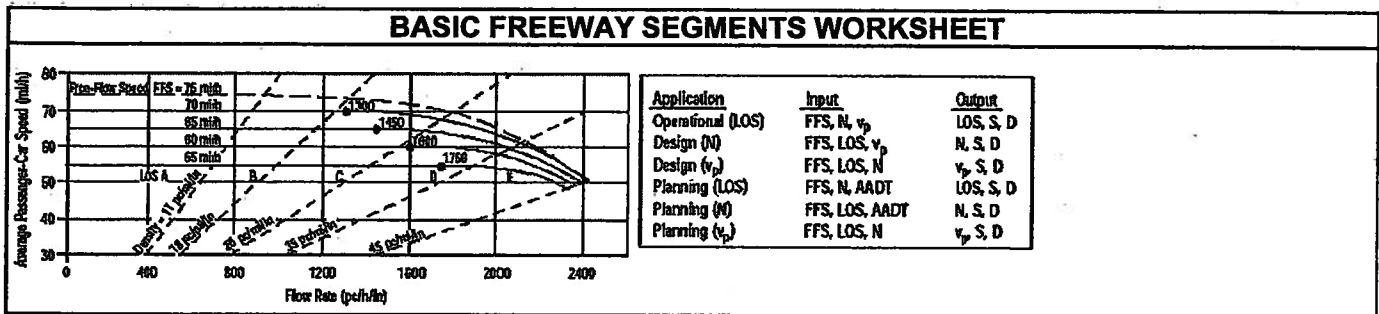 BASIC FREEWAY SEGMENTS WORKSHEET
Average Passenger-Car Speed (mi/h)
80
70
60
50
40
30
Free-Flow Speed FFS = 75 mi/h
70 mi/h
65 mi/h
60 mi/h
55 mi/h
1300
1450
1600
1750
LOS A
B
C
D
E
Density = 11 pc/mi/ln
18 pc/mi/ln
26 pc/mi/ln
35 pc/mi/ln
45 pc/mi/ln
0 400 800 1200 1600 2000 2400
Flow Rate (pc/h/ln)
Application Input Output
Operational (LOS) FFS, N, vp LOS, S, D
Design (N) FFS, LOS, vp N, S, D
Design (vp) FFS, LOS, N vp, S, D
Planning (LOS) FFS, N, AADT LOS, S, D
Planning (N) FFS, LOS, AADT N, S, D
Planning (vp) FFS, LOS, N vp, S, D